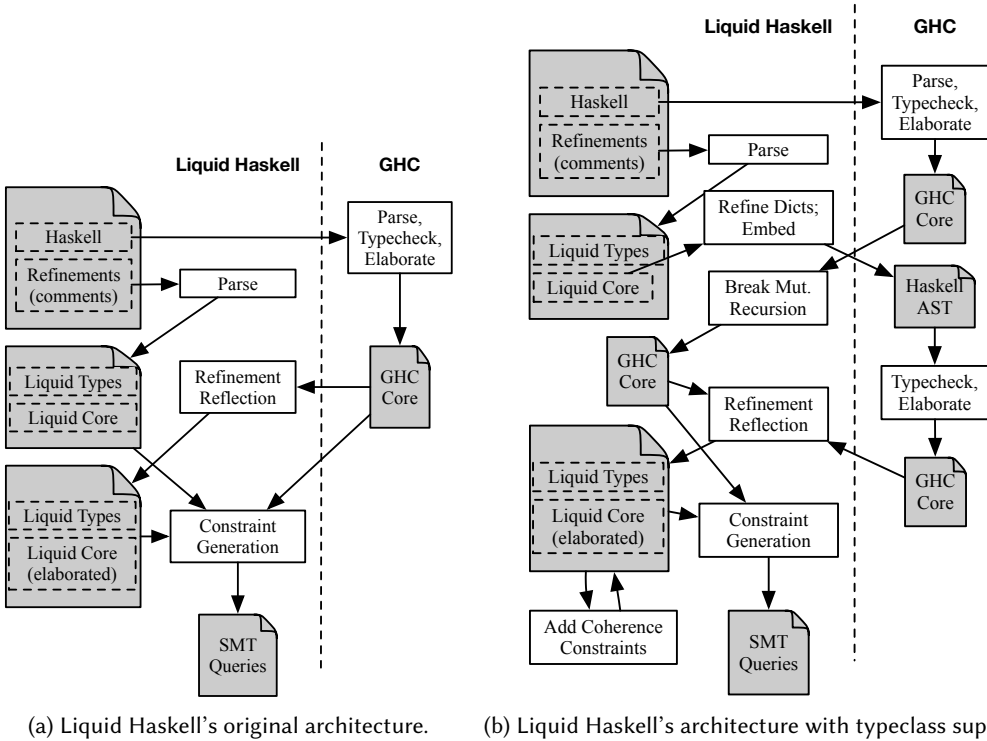 Liquid Haskell
GHC
Haskell
Refinements
(comments)
Parse
Parse,
Typecheck,
Elaborate
Liquid Types
Liquid Core
Refinement
Reflection
GHC
Core
Liquid Types
Liquid Core
(elaborated)
Constraint
Generation
SMT
Queries
(a) Liquid Haskell's original architecture.
Liquid Haskell
GHC
Haskell
Refinements
(comments)
Parse
Parse,
Typecheck,
Elaborate
GHC
Core
Liquid Types
Liquid Core
Refine Dicts;
Embed
Break Mut.
Recursion
Haskell
AST
GHC
Core
Refinement
Reflection
Typecheck,
Elaborate
GHC
Core
Liquid Types
Liquid Core
(elaborated)
Constraint
Generation
Add Coherence
Constraints
SMT
Queries
(b) Liquid Haskell's architecture with typeclass sup